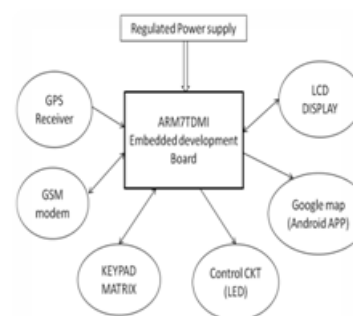 Regulated Power supply
GPS
Receiver
ARM7TDMI
Embedded development
Board
LCD
DISPLAY
GSM
modem
Google map
(Android APP)
KEYPAD
MATRIX
Control CKT
(LED)